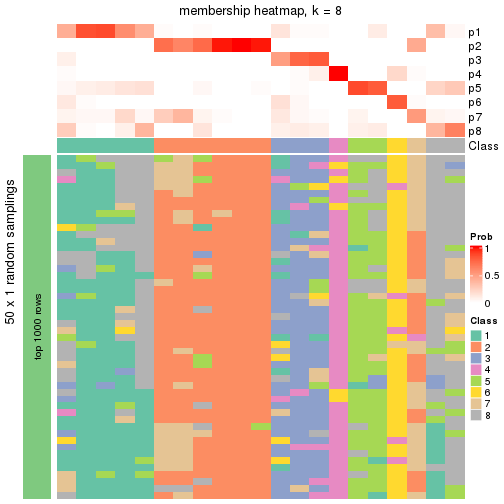 membership heatmap, k = 8
p1
p2
p3
p4
p5
p6
p7
p8
Class
50 x 1 random samplings
top 1000 rows
Prob
1
0.5
0
Class
1
2
3
4
5
6
7
8